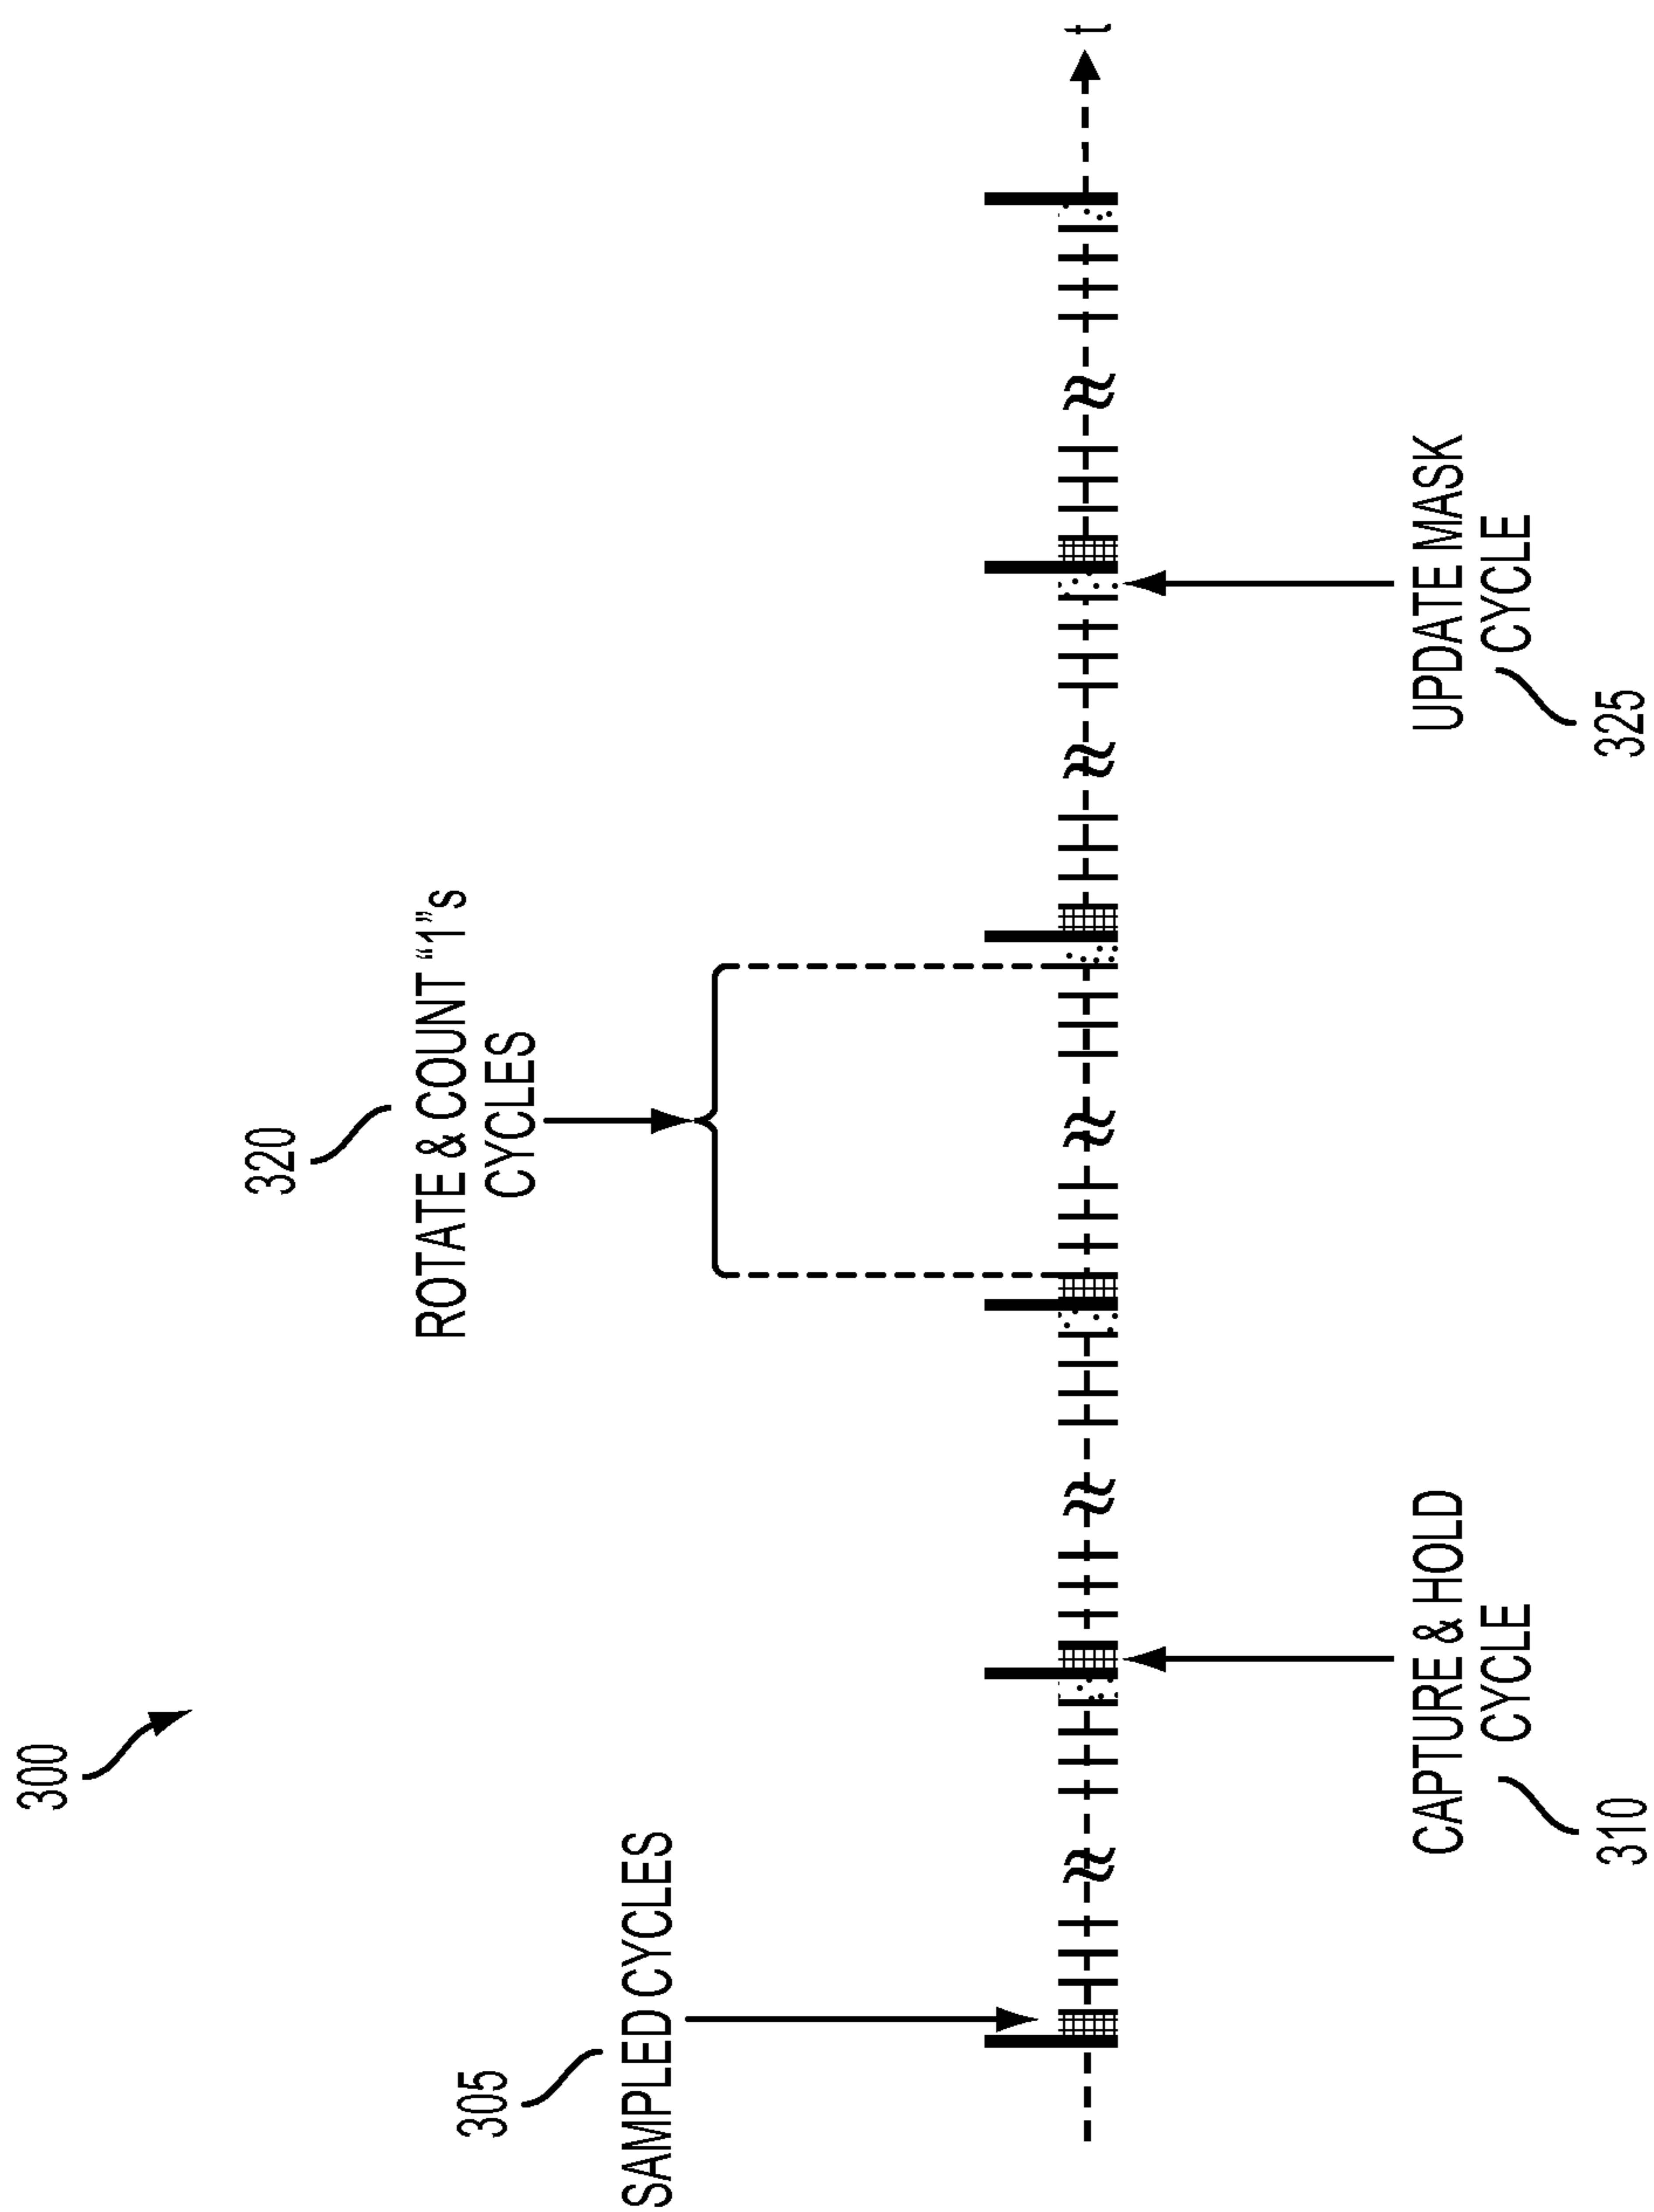 300
320
ROTATE & COUNT “1”s
CYCLES
305
SAMPLED CYCLES
t
CAPTURE & HOLD
CYCLE
310
UPDATE MASK
CYCLE
325